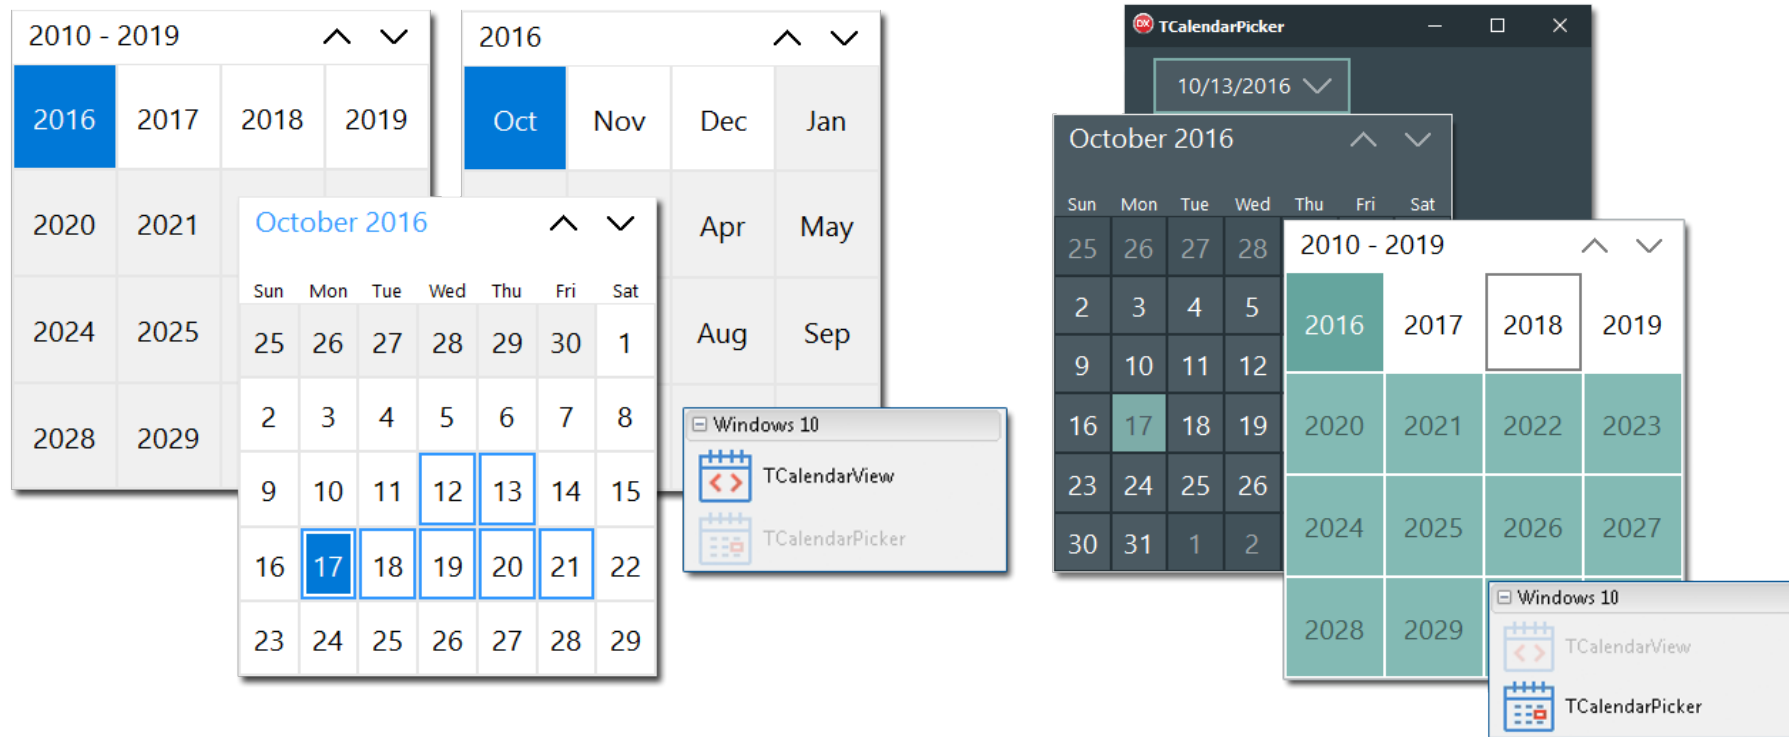 2010 - 2019
2016 2017 2018 2019
2020 2021
2024 2025
2028 2029
2016
Oct Nov Dec Jan
Apr May
Aug Sep
October 2016
Sun Mon Tue Wed Thu Fri Sat
25 26 27 28 29 30 1
2 3 4 5 6 7 8
9 10 11 12 13 14 15
16 17 18 19 20 21 22
23 24 25 26 27 28 29
Windows 10
TCalendarView
TCalendarPicker
DX TCalendarPicker
10/13/2016
October 2016
Sun Mon Tue Wed Thu Fri Sat
25 26 27 28
2 3 4 5
9 10 11 12
16 17 18 19
23 24 25 26
30 31 1 2
2010 - 2019
2016 2017 2018 2019
2020 2021 2022 2023
2024 2025 2026 2027
2028 2029
Windows 10
TCalendarView
TCalendarPicker